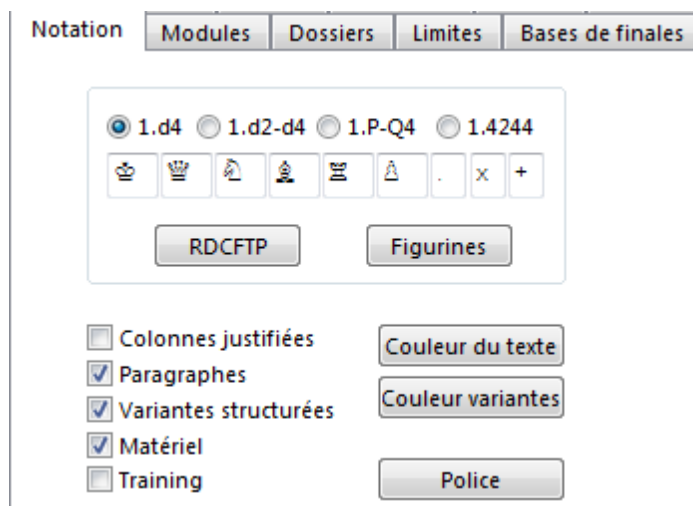 Notation Modules Dossiers Limites Bases de finales
1.d4 1.d2-d4 1.P-Q4 1.4244
♔ ♕ ♘ ♗ ♖ ♙ . x +
RDCFTP Figurines
Colonnes justifiées
Couleur du texte
Paragraphes
Couleur variantes
Variantes structurées
Matériel
Training
Police